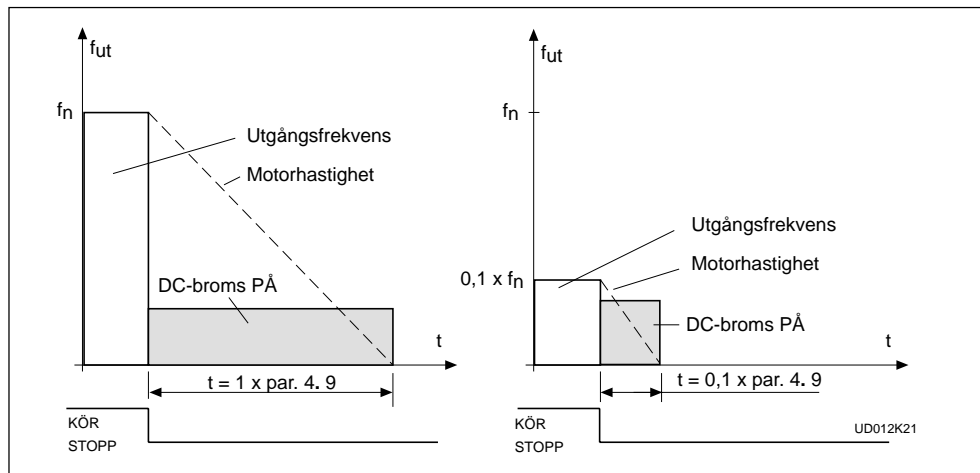 fut
fn
Utgångsfrekvens
Motorhastighet
DC-broms PÅ
t
t = 1 x par. 4. 9
KÖR
STOPP
fut
fn
Utgångsfrekvens
Motorhastighet
0,1 x fn
DC-broms PÅ
t
t = 0,1 x par. 4. 9
KÖR
STOPP
UD012K21